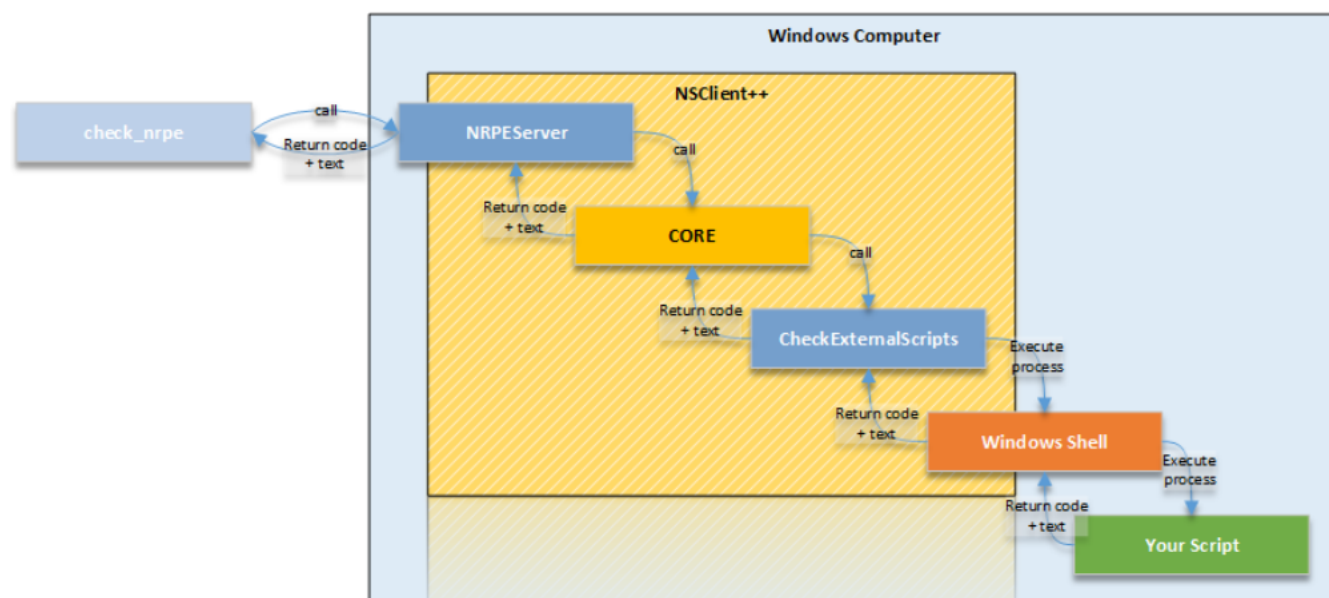 Windows Computer
NSClient++
check_nrpe
call
Return code
+ text
NRPEServer
call
Return code
+ text
CORE
call
Return code
+ text
CheckExternalScripts
Execute
process
Return code
+ text
Windows Shell
Execute
process
Return code
+ text
Your Script